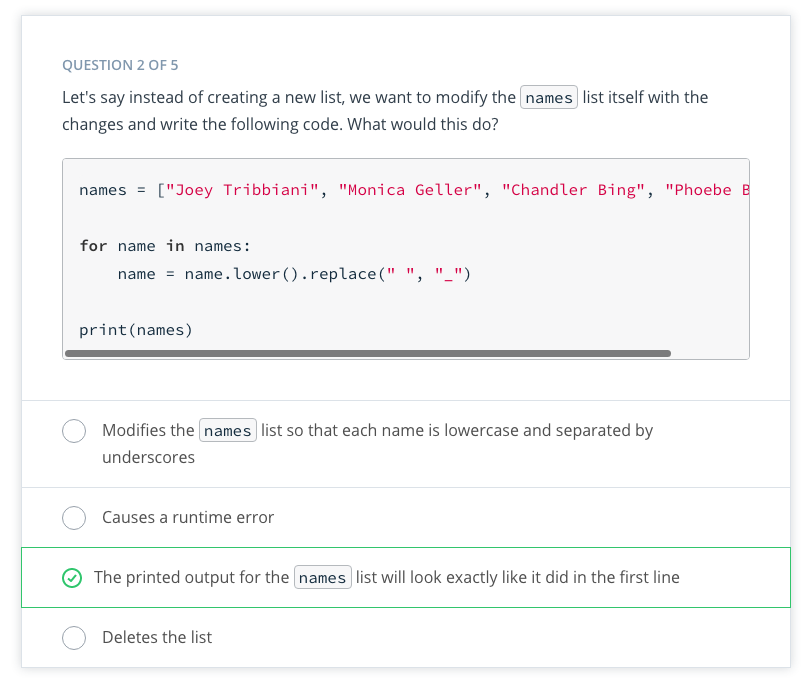 QUESTION 2 OF 5
Let's say instead of creating a new list, we want to modify the names list itself with the
changes and write the following code. What would this do?
names = ["Joey Tribbiani", "Monica Geller", "Chandler Bing", "Phoebe B
for name in names:
    name = name.lower().replace(" ", "_")
print(names)
Modifies the names list so that each name is lowercase and separated by
underscores
Causes a runtime error
The printed output for the names list will look exactly like it did in the first line
Deletes the list